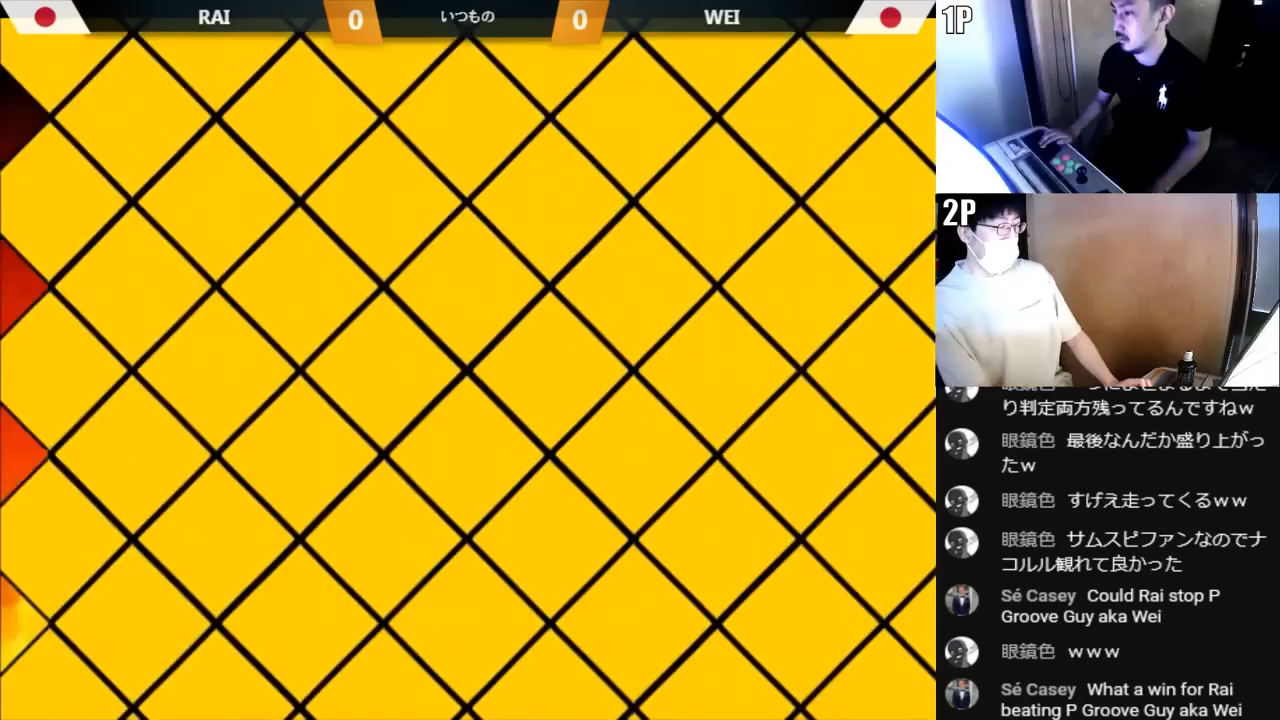 RAI
0
いつもの
0
WEI
1P
2P
り判定両方残ってるんですねｗ
眼鏡色 最後なんだか盛り上がっ
たｗ
眼鏡色 すげえ走ってくるｗｗ
眼鏡色 サムスピファンなのでナ
コルル観れて良かった
Sé Casey Could Rai stop P
Groove Guy aka Wei
眼鏡色 ｗｗｗ
Sé Casey What a win for Rai
beating P Groove Guy aka Wei